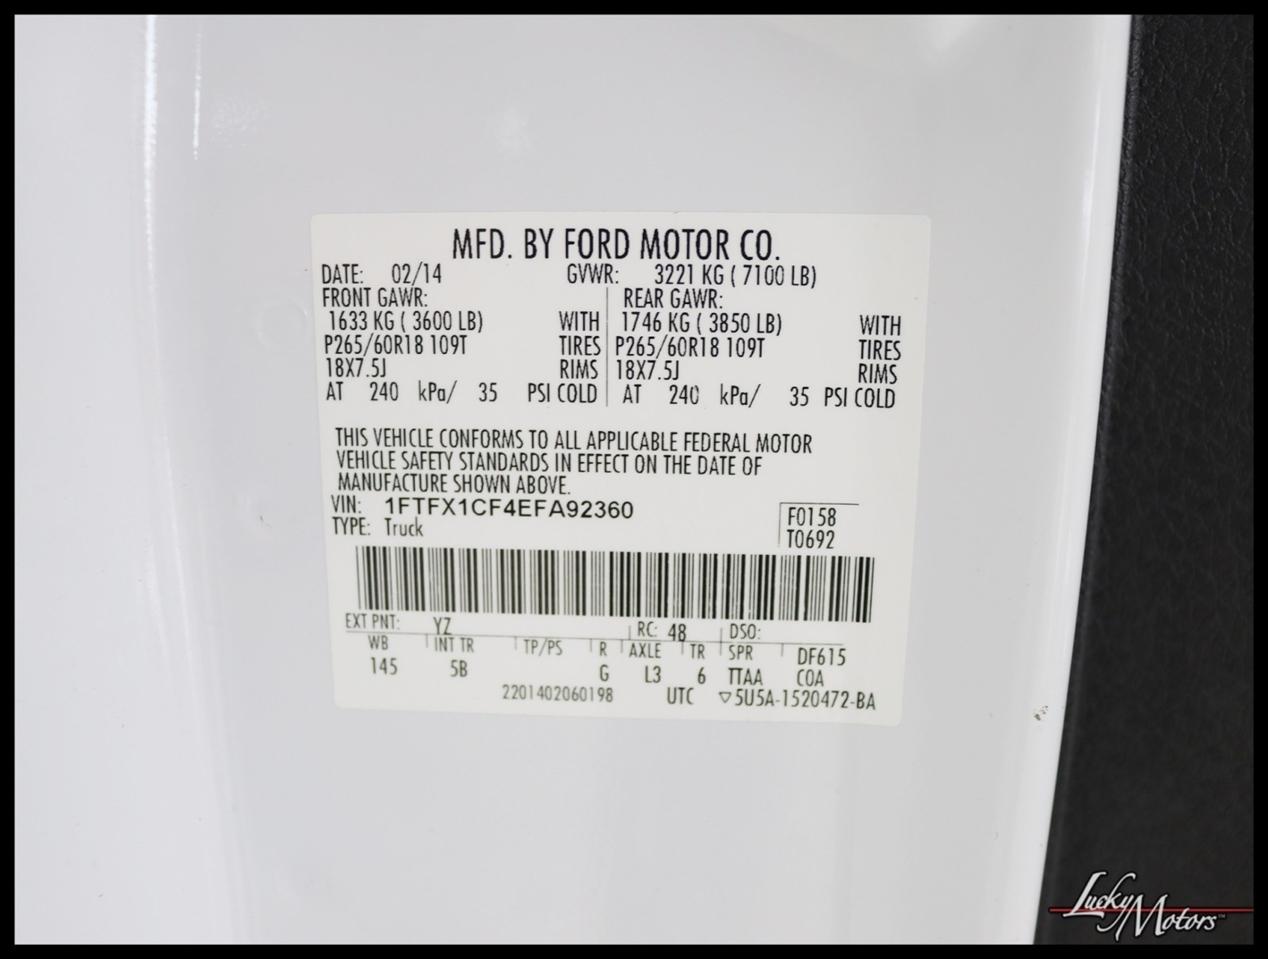 MFD. BY FORD MOTOR CO.
DATE: 02/14 GVWR: 3221 KG ( 7100 LB)
FRONT GAWR: REAR GAWR:
1633 KG ( 3600 LB) WITH 1746 KG ( 3850 LB) WITH
P265/60R18 109T TIRES P265/60R18 109T TIRES
18X7.5J RIMS 18X7.5J RIMS
AT 240 kPa/ 35 PSI COLD AT 240 kPa/ 35 PSI COLD
THIS VEHICLE CONFORMS TO ALL APPLICABLE FEDERAL MOTOR
VEHICLE SAFETY STANDARDS IN EFFECT ON THE DATE OF
MANUFACTURE SHOWN ABOVE.
VIN: 1FTFX1CF4EFA92360 F0158
TYPE: Truck T0692
EXT PNT: YZ RC: 48 DSO:
WB INT TR TP/PS R AXLE TR SPR DF615
145 5B G L3 6 TTAA COA
2201402060198 UTC ▽5U5A-1520472-BA
Lucky Motors™